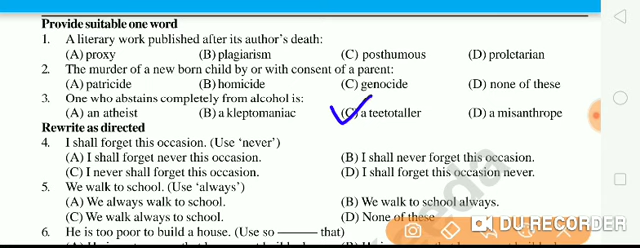 Provide suitable one word
1. A literary work published after its author's death:
(A) proxy (B) plagiarism (C) posthumous (D) proletarian
2. The murder of a new born child by or with consent of a parent:
(A) patricide (B) homicide (C) genocide (D) none of these
3. One who abstains completely from alcohol is:
(A) an atheist (B) a kleptomaniac (C) a teetotaller (D) a misanthrope
Rewrite as directed
4. I shall forget this occasion. (Use 'never')
(A) I shall forget never this occasion. (B) I shall never forget this occasion.
(C) I never shall forget this occasion. (D) I shall forget this occasion never.
5. We walk to school. (Use 'always')
(A) We always walk to school. (B) We walk to school always.
(C) We walk always to school. (D) None of these
6. He is too poor to build a house. (Use so ——— that)
DU RECORDER